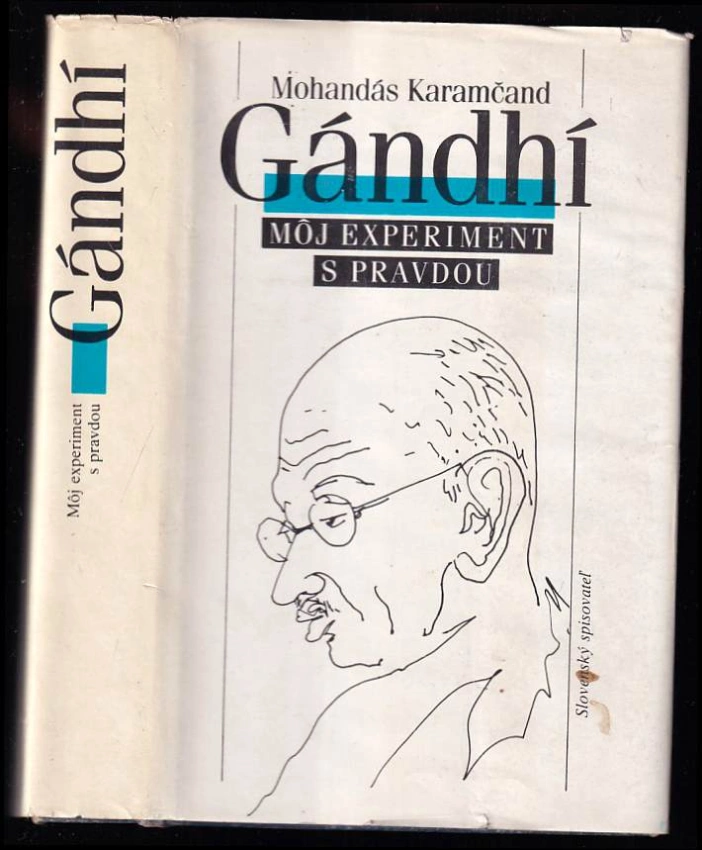 Gándhí
Môj experiment
s pravdou
Mohandás Karamčand
Gándhí
MÔJ EXPERIMENT
S PRAVDOU
Slovenský spisovateľ